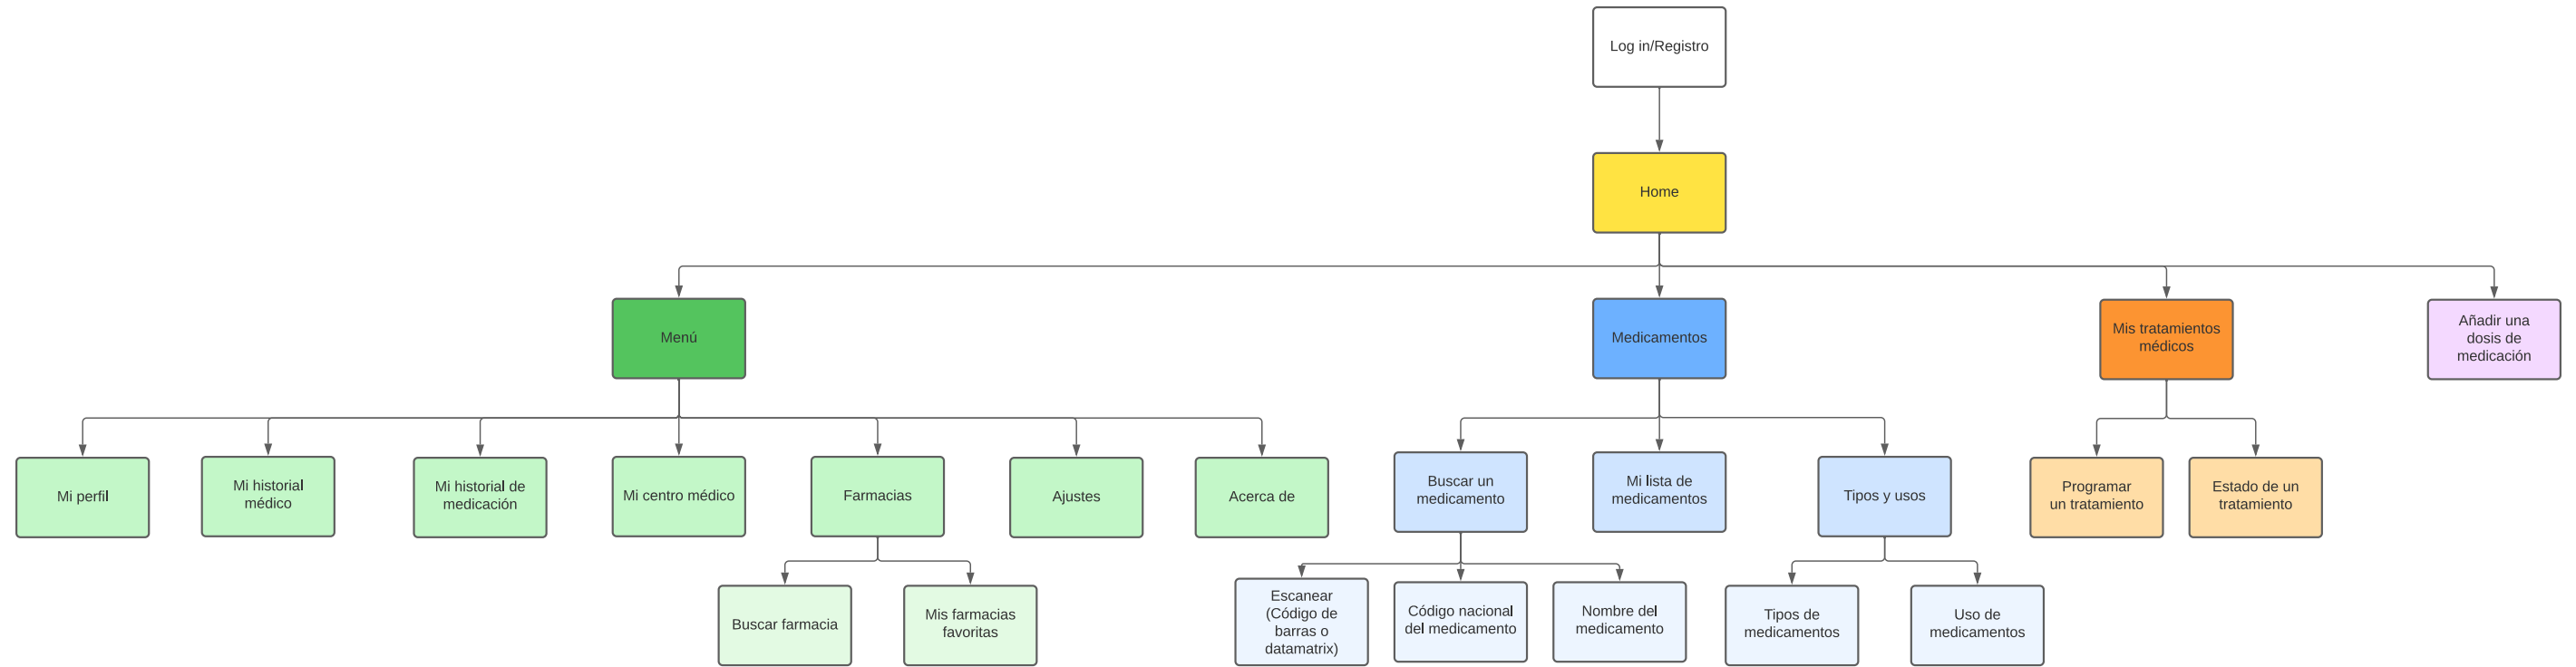 Log in/Registro
Home
Menú
Medicamentos
Mis tratamientos
médicos
Añadir una
dosis de
medicación
Mi perfil
Mi historial
médico
Mi historial de
medicación
Mi centro médico
Farmacias
Ajustes
Acerca de
Buscar un
medicamento
Mi lista de
medicamentos
Tipos y usos
Programar
un tratamiento
Estado de un
tratamiento
Buscar farmacia
Mis farmacias
favoritas
Escanear
(Código de
barras o
datamatrix)
Código nacional
del medicamento
Nombre del
medicamento
Tipos de
medicamentos
Uso de
medicamentos